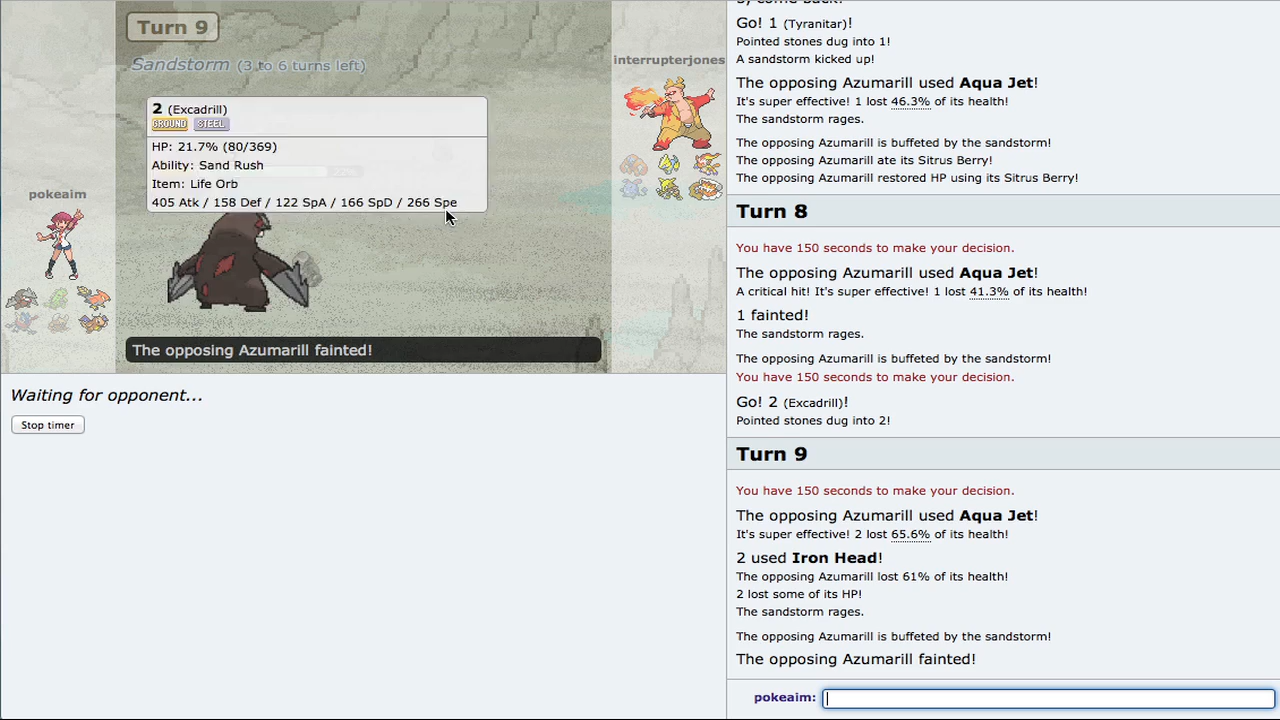 Turn 9
Sandstorm (3 to 6 turns left)
2 (Excadrill)
GROUND STEEL
HP: 21.7% (80/369)
Ability: Sand Rush
Item: Life Orb
405 Atk / 158 Def / 122 SpA / 166 SpD / 266 Spe
pokeaim
interrupterjones
The opposing Azumarill fainted!
Waiting for opponent...
Stop timer
Go! 1 (Tyranitar)!
Pointed stones dug into 1!
A sandstorm kicked up!
The opposing Azumarill used Aqua Jet!
It's super effective! 1 lost 46.3% of its health!
The sandstorm rages.
The opposing Azumarill is buffeted by the sandstorm!
The opposing Azumarill ate its Sitrus Berry!
The opposing Azumarill restored HP using its Sitrus Berry!
Turn 8
You have 150 seconds to make your decision.
The opposing Azumarill used Aqua Jet!
A critical hit! It's super effective! 1 lost 41.3% of its health!
1 fainted!
The sandstorm rages.
The opposing Azumarill is buffeted by the sandstorm!
You have 150 seconds to make your decision.
Go! 2 (Excadrill)!
Pointed stones dug into 2!
Turn 9
You have 150 seconds to make your decision.
The opposing Azumarill used Aqua Jet!
It's super effective! 2 lost 65.6% of its health!
2 used Iron Head!
The opposing Azumarill lost 61% of its health!
2 lost some of its HP!
The sandstorm rages.
The opposing Azumarill is buffeted by the sandstorm!
The opposing Azumarill fainted!
pokeaim: